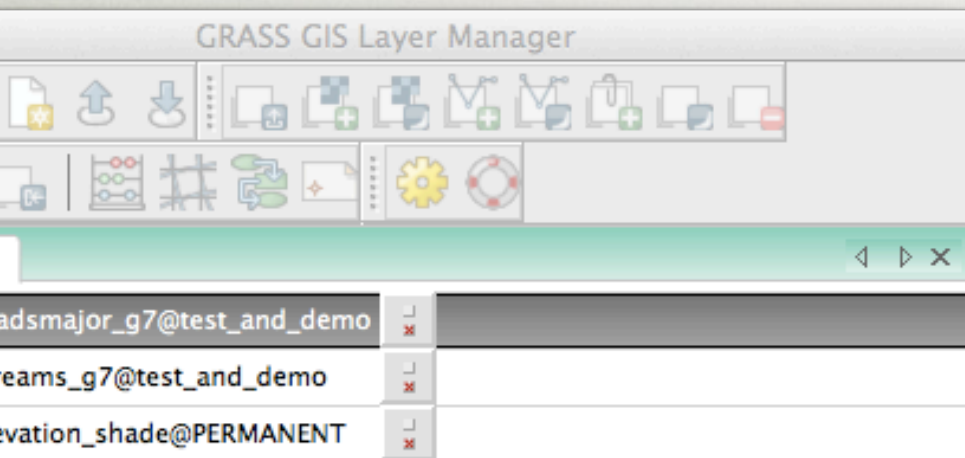 GRASS GIS Layer Manager
adsmajor_g7@test_and_demo
reams_g7@test_and_demo
evation_shade@PERMANENT